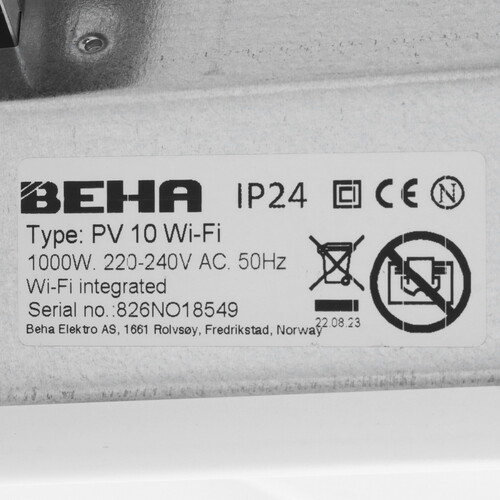 BEHA IP24 CE N
Type: PV 10 Wi-Fi
1000W. 220-240V AC. 50Hz
Wi-Fi integrated
Serial no.:826NO18549
Beha Elektro AS, 1661 Rolvsøy, Fredrikstad, Norway
22.08.23